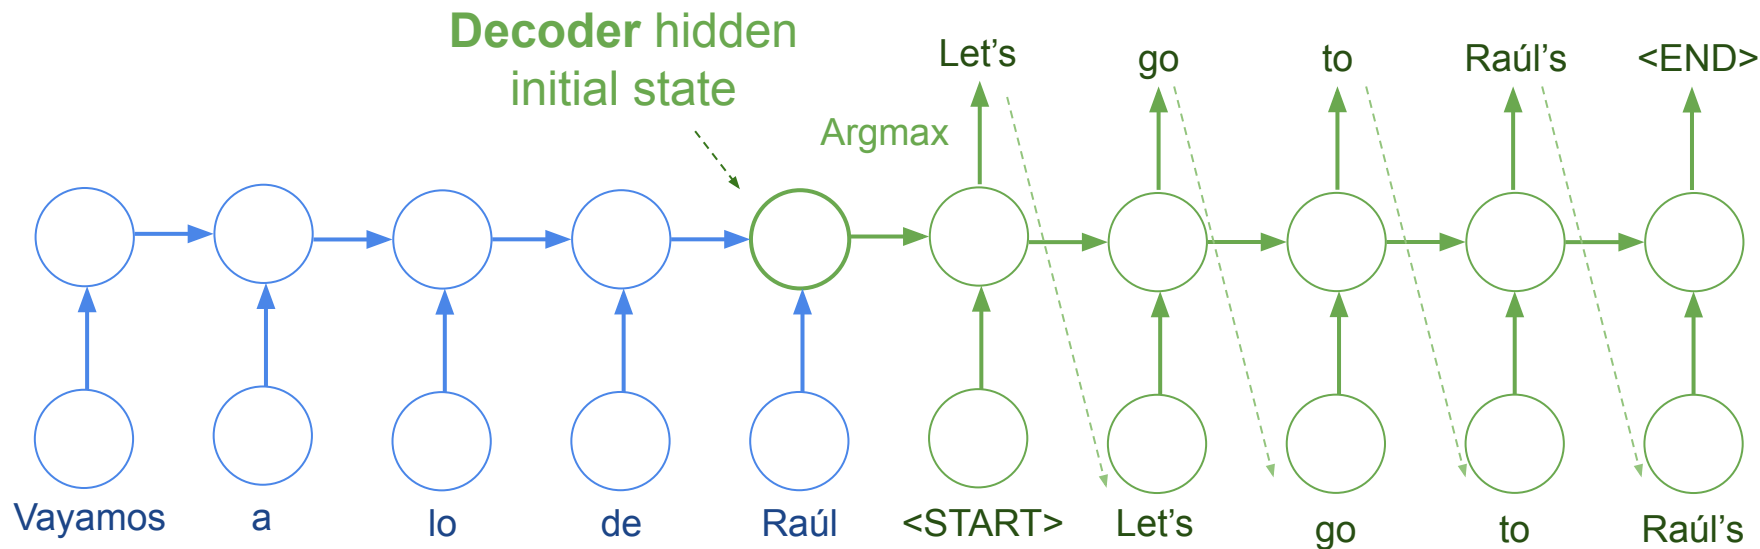 Decoder hidden
initial state
Argmax
Let's go to Raúl's <END>
Vayamos a lo de Raúl <START> Let's go to Raúl's